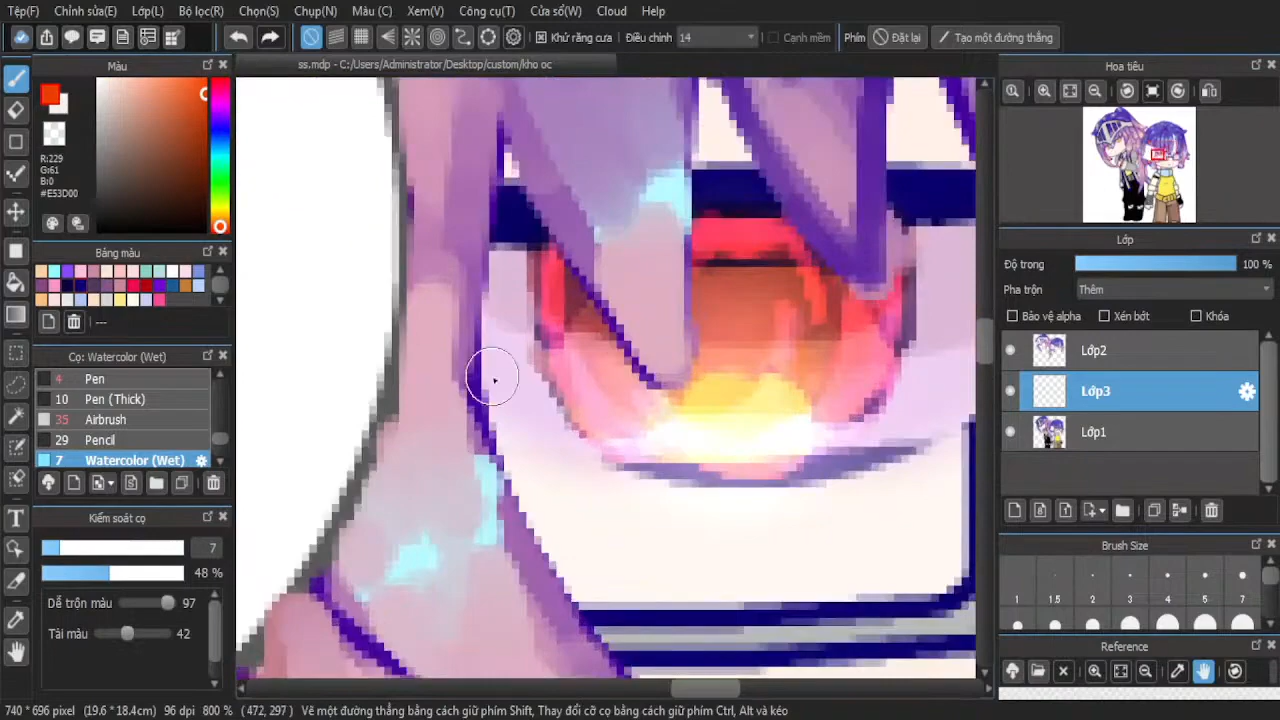 Tệp(F) Chỉnh sửa(E) Lớp(L) Bộ lọc(R) Chọn(S) Chụp(N) Màu (C) Xem(V) Công cụ(T) Cửa sổ(W) Cloud Help
Khử răng cưa Điều chỉnh 14 Cạnh mềm Phím Đặt lại Tạo một đường thẳng
ss.mdp - C:/Users/Administrator/Desktop/custom/kho oc
Màu
R:229
G:61
B:0
#E53D00
Bảng màu
---
Cọ: Watercolor (Wet)
4 Pen
10 Pen (Thick)
35 Airbrush
29 Pencil
7 Watercolor (Wet)
Kiểm soát cọ
7
48 %
Dễ trộn màu 97
Tải màu 42
Hoa tiêu
Lớp
Độ trong 100 %
Pha trộn Thêm
Bảo vệ alpha Xén bớt Khóa
Lớp2
Lớp3
Lớp1
Brush Size
1 1.5 2 3 4 5 7
Reference
740 * 696 pixel (19.6 * 18.4cm) 96 dpi 800 % ( 472, 297 ) Vẽ một đường thẳng bằng cách giữ phím Shift, Thay đổi cỡ cọ bằng cách giữ phím Ctrl, Alt và kéo